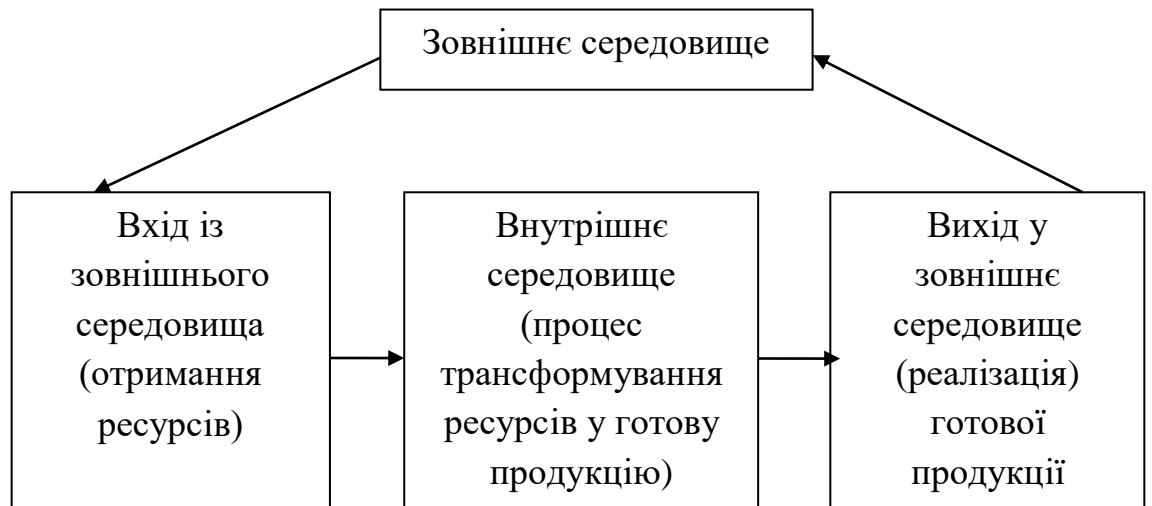 Зовнішнє середовище
Вхід із
зовнішнього
середовища
(отримання
ресурсів)
Внутрішнє
середовище
(процес
трансформування
ресурсів у готову
продукцію)
Вихід у
зовнішнє
середовище
(реалізація)
готової
продукції